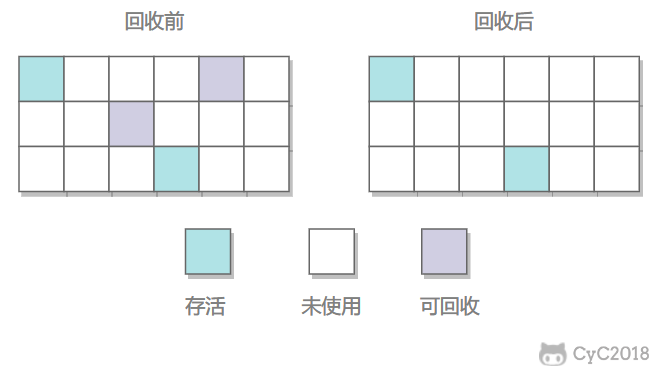 回收前
回收后
存活
未使用
可回收
CyC2018